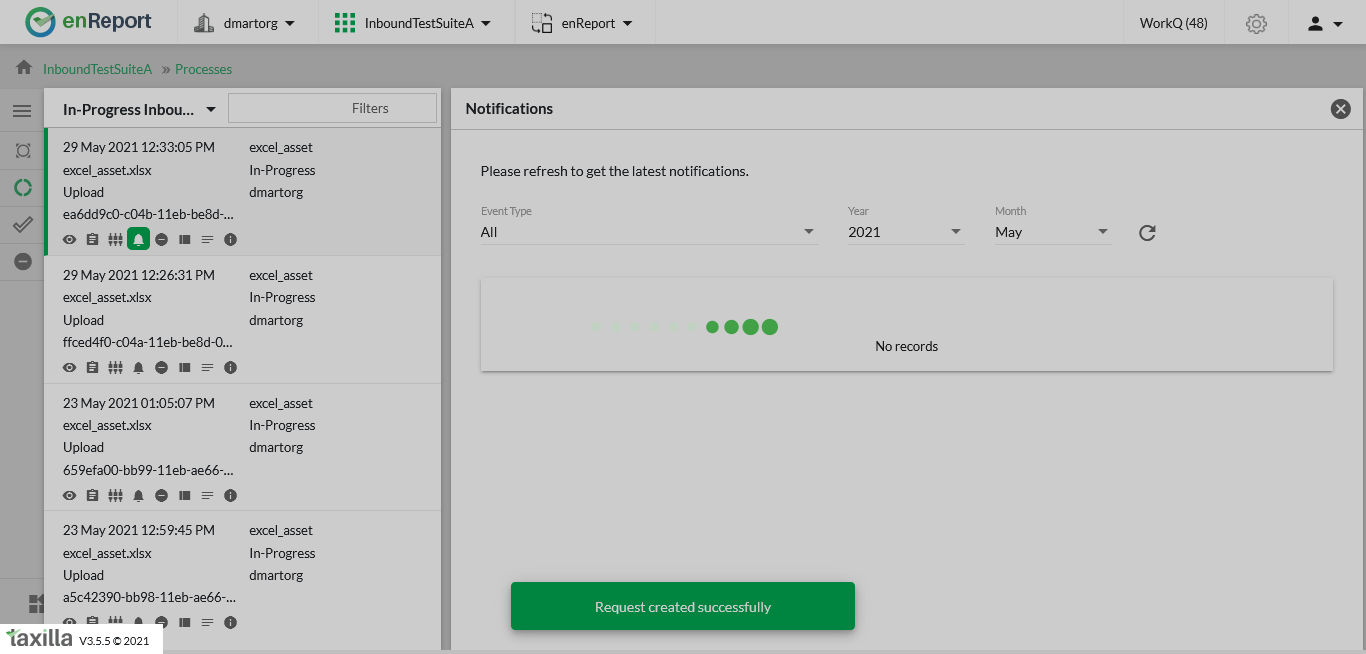 enReport
dmartorg
InboundTestSuiteA
enReport
WorkQ (48)
InboundTestSuiteA » Processes
In-Progress Inbou...
Filters
29 May 2021 12:33:05 PM
excel_asset
excel_asset.xlsx
In-Progress
Upload
dmartorg
ea6dd9c0-c04b-11eb-be8d-...
29 May 2021 12:26:31 PM
excel_asset
excel_asset.xlsx
In-Progress
Upload
dmartorg
ffced4f0-c04a-11eb-be8d-0...
23 May 2021 01:05:07 PM
excel_asset
excel_asset.xlsx
In-Progress
Upload
dmartorg
659efa00-bb99-11eb-ae66-...
23 May 2021 12:59:45 PM
excel_asset
excel_asset.xlsx
In-Progress
Upload
dmartorg
a5c42390-bb98-11eb-ae66-...
taxilla V3.5.5 © 2021
Notifications
Please refresh to get the latest notifications.
Event Type
All
Year
2021
Month
May
No records
Request created successfully